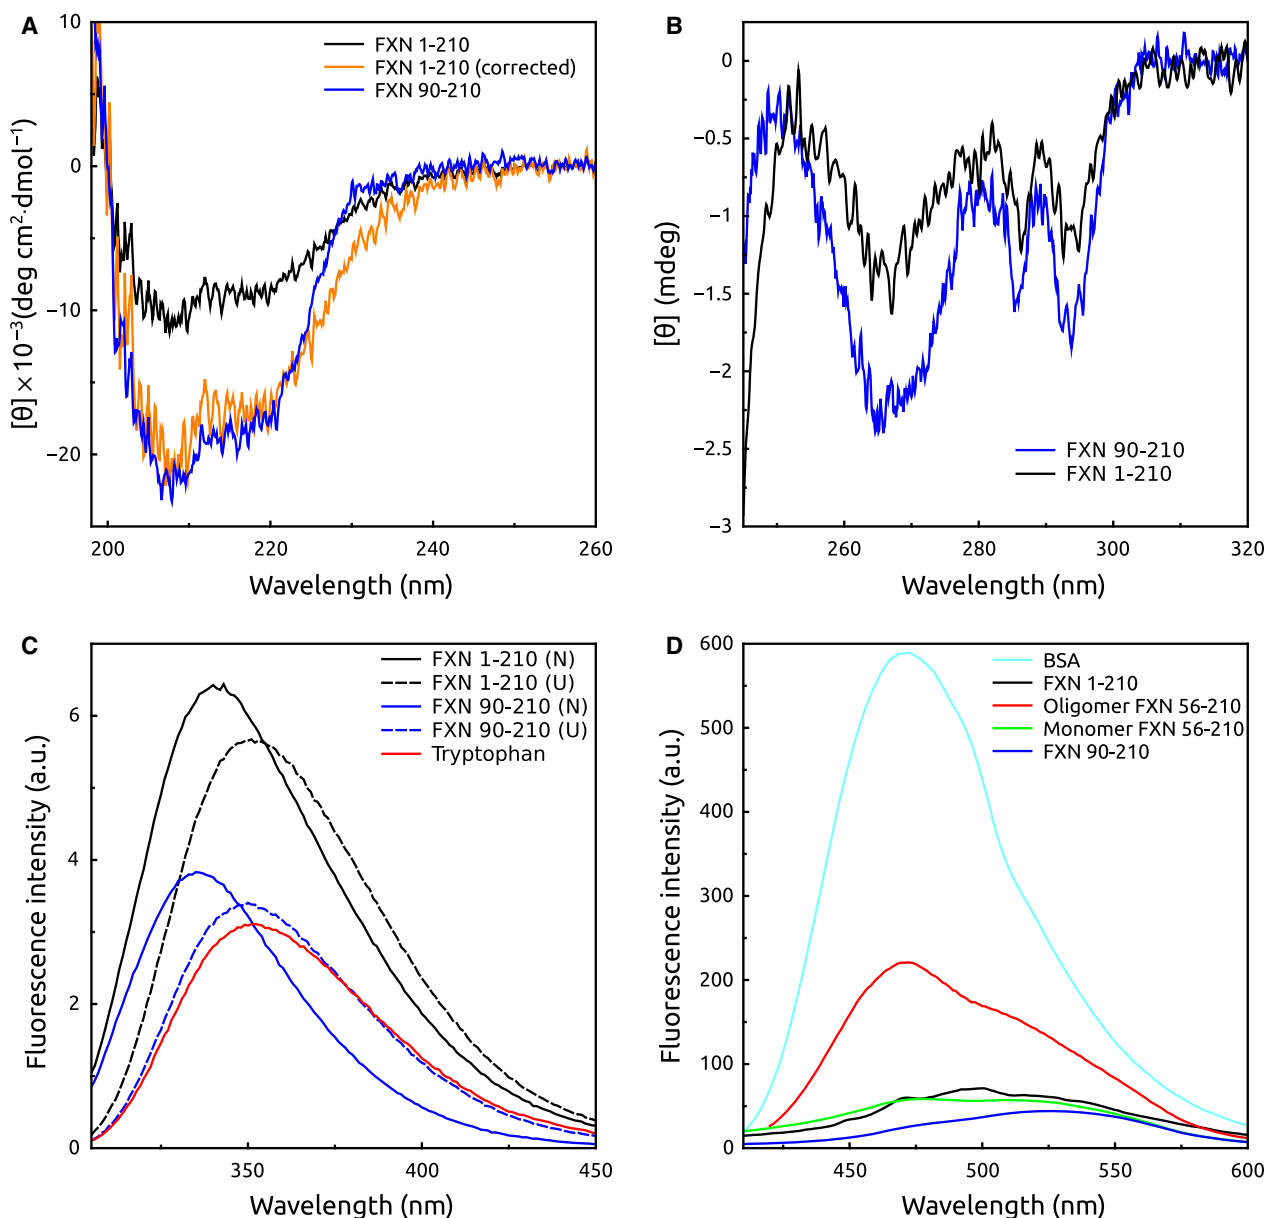 A
FXN 1-210
FXN 1-210 (corrected)
FXN 90-210
10
0
−10
−20
[θ] × 10⁻³(deg cm²·dmol⁻¹)
200 220 240 260
Wavelength (nm)
B
0
−0.5
−1
−1.5
−2
−2.5
−3
[θ] (mdeg)
FXN 90-210
FXN 1-210
260 280 300 320
Wavelength (nm)
C
FXN 1-210 (N)
FXN 1-210 (U)
FXN 90-210 (N)
FXN 90-210 (U)
Tryptophan
6
4
2
0
Fluorescence intensity (a.u.)
350 400 450
Wavelength (nm)
D
BSA
FXN 1-210
Oligomer FXN 56-210
Monomer FXN 56-210
FXN 90-210
600
500
400
300
200
100
0
Fluorescence intensity (a.u.)
450 500 550 600
Wavelength (nm)